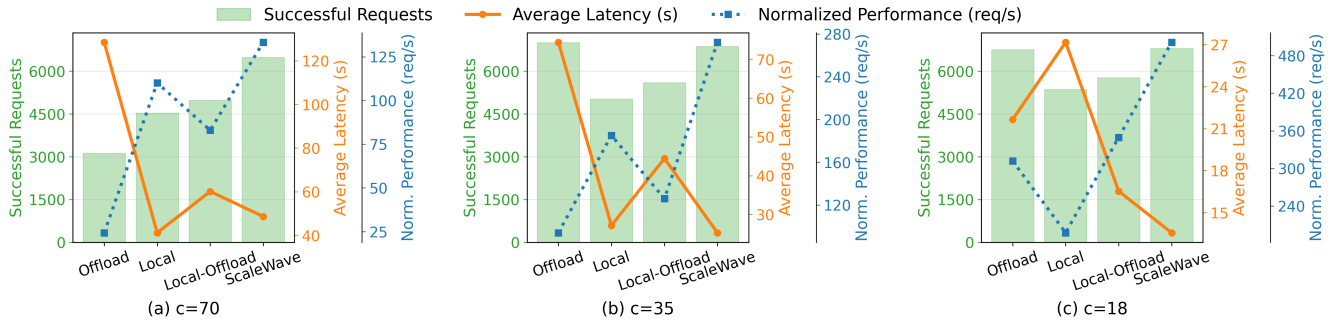 Successful Requests Average Latency (s) Normalized Performance (req/s)
Successful Requests
6000
4500
3000
1500
0
120
100
80
60
40
Average Latency (s)
125
100
75
50
25
Norm. Performance (req/s)
Offload Local Local-Offload ScaleWave
(a) c=70
Successful Requests
6000
4500
3000
1500
0
70
60
50
40
30
Average Latency (s)
280
240
200
160
120
Norm. Performance (req/s)
Offload Local Local-Offload ScaleWave
(b) c=35
Successful Requests
6000
4500
3000
1500
0
27
24
21
18
15
Average Latency (s)
480
420
360
300
240
Norm. Performance (req/s)
Offload Local Local-Offload ScaleWave
(c) c=18